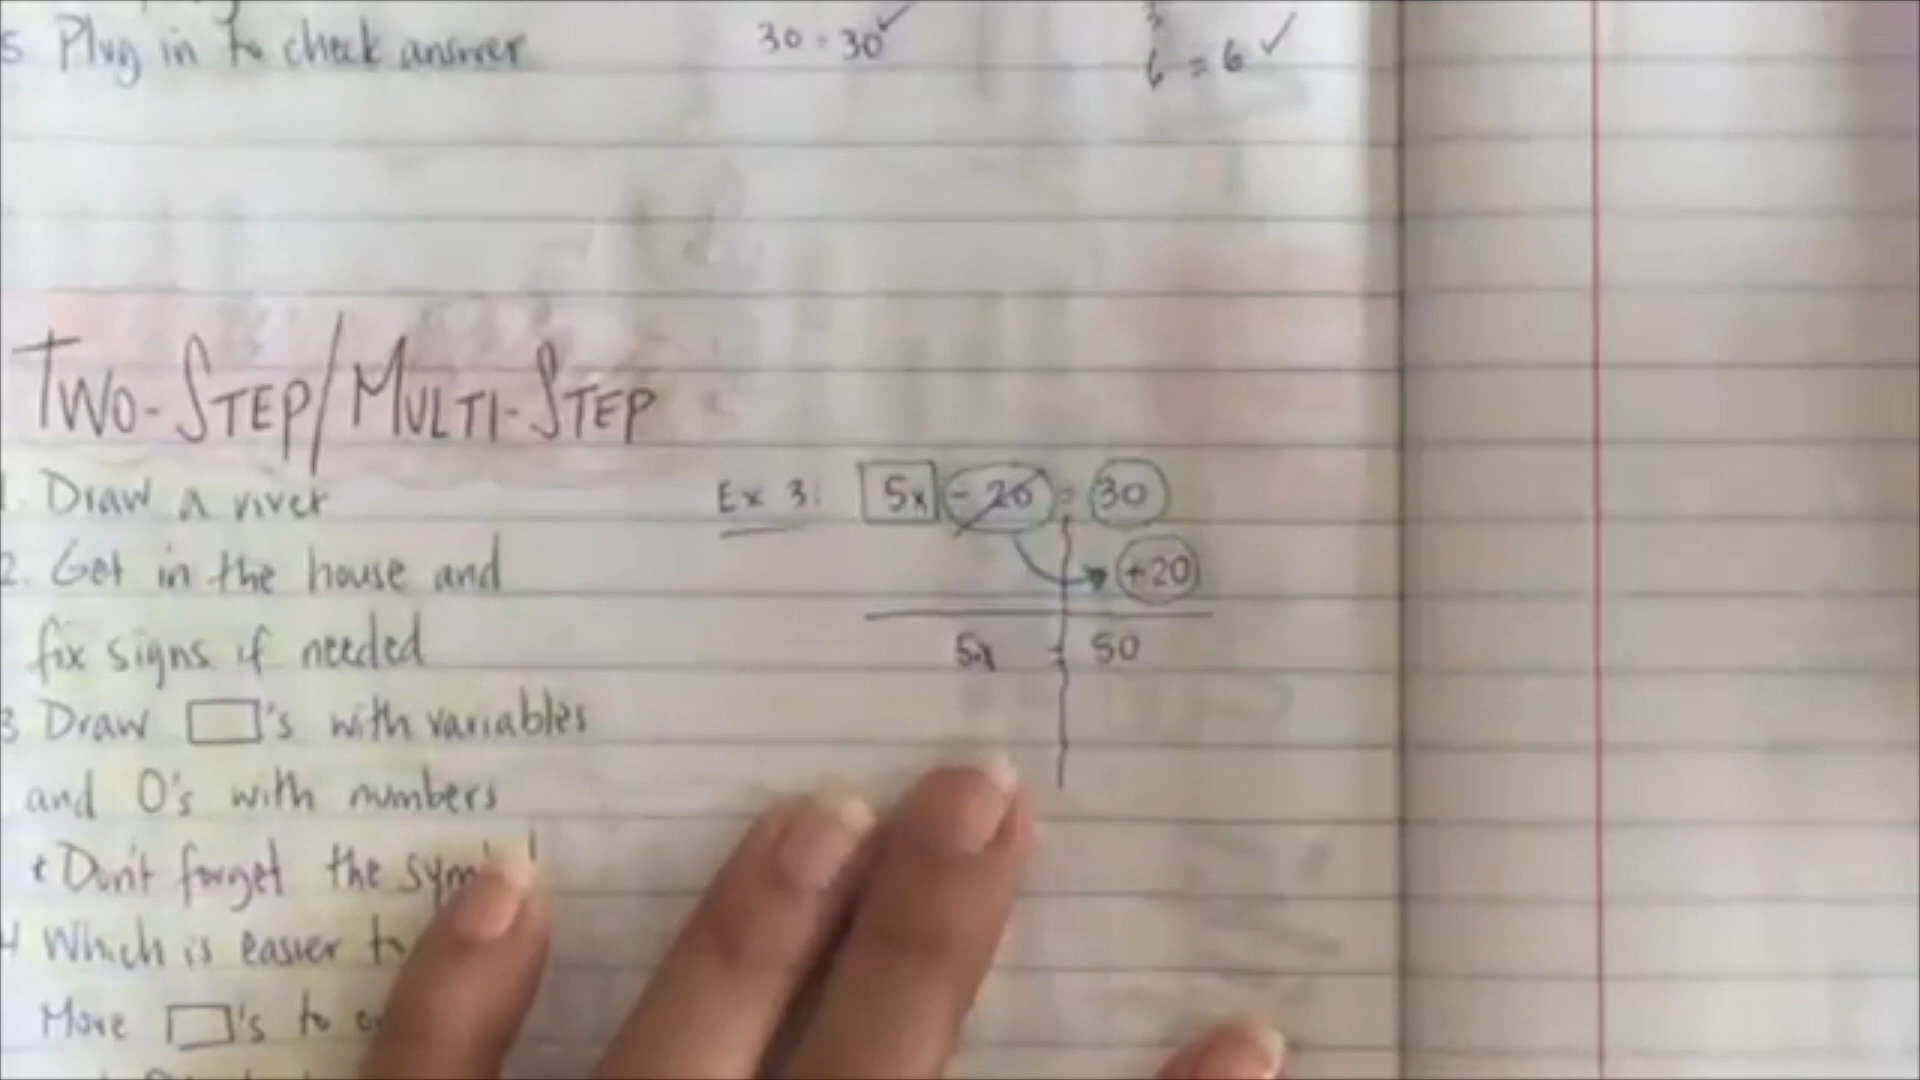 5. Plug in to check answer
30 = 30 ✓
6 = 6 ✓
TWO-STEP/MULTI-STEP
1. Draw a river
2. Get in the house and
fix signs if needed
3. Draw □'s with variables
and O's with numbers
Don't forget the
4 Which is easier to
Move □'s to
Ex 3: 5x - 20 = 30
+20
5x = 50